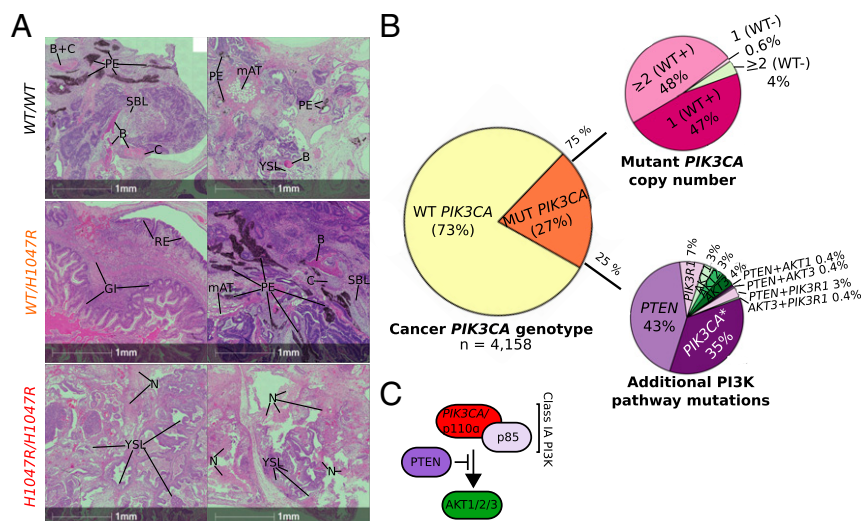 A
WT/WT
B+C
PE
SBL
B
C
1mm
PE
mAT
PE
B
YSL
1mm
WT/H1047R
RE
GI
1mm
B
C
SBL
PE
mAT
1mm
H1047R/H1047R
N
YSL
1mm
N
N
YSL
N
1mm
B
WT PIK3CA
(73%)
MUT PIK3CA
(27%)
Cancer PIK3CA genotype
n = 4,158
75 %
25 %
1 (WT-)
0.6%
≥2 (WT-)
4%
≥2 (WT+)
48%
1 (WT+)
47%
Mutant PIK3CA
copy number
PTEN
43%
PIK3R1 7%
3%
3%
4%
PTEN+AKT1 0.4%
PTEN+AKT3 0.4%
PTEN+PIK3R1 3%
AKT3+PIK3R1 0.4%
PIK3CA*
35%
Additional PI3K
pathway mutations
C
PIK3CA/
p110α
p85
Class IA PI3K
PTEN
AKT1/2/3